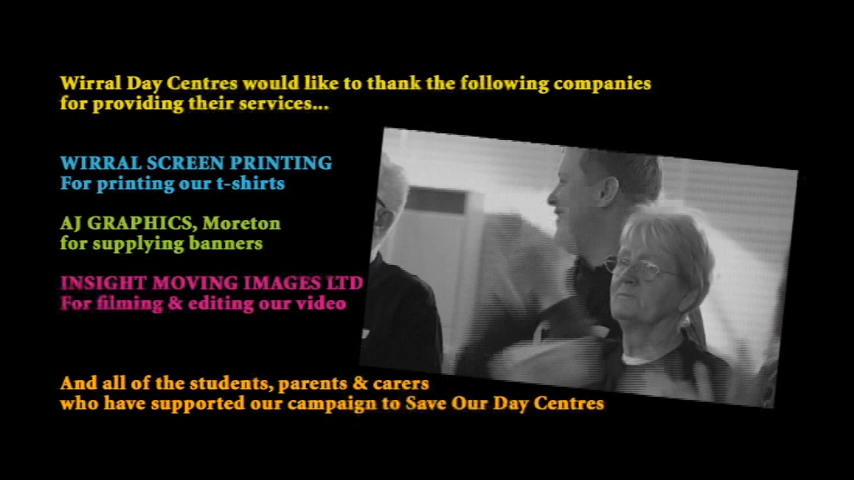 Wirral Day Centres would like to thank the following companies
for providing their services...
WIRRAL SCREEN PRINTING
For printing our t-shirts
AJ GRAPHICS, Moreton
for supplying banners
INSIGHT MOVING IMAGES LTD
For filming & editing our video
And all of the students, parents & carers
who have supported our campaign to Save Our Day Centres